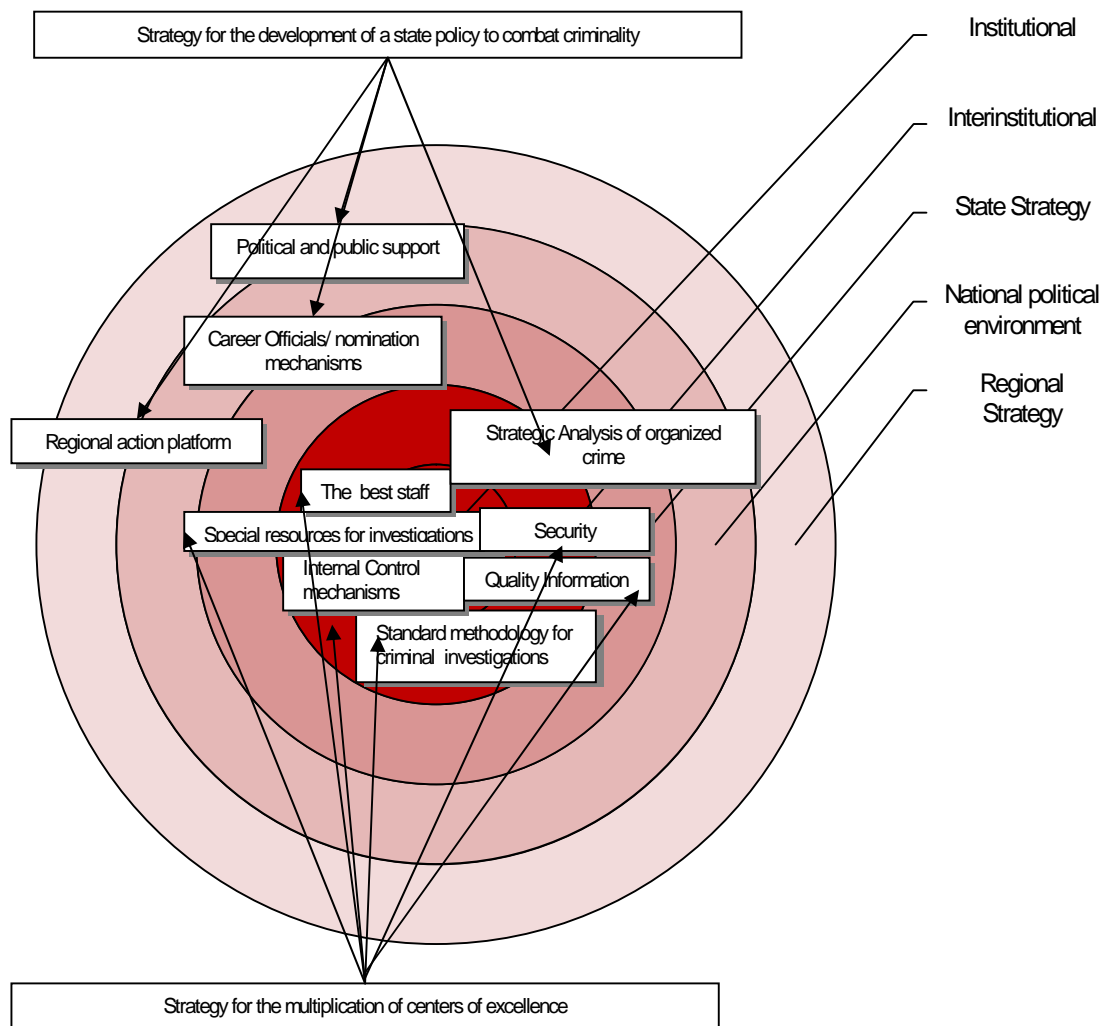 Strategy for the development of a state policy to combat criminality
Institutional
Interinstitutional
State Strategy
National political
environment
Regional
Strategy
Political and public support
Career Officials/ nomination
mechanisms
Regional action platform
Strategic Analysis of organized
crime
The best staff
Special resources for investigations
Security
Internal Control
mechanisms
Quality Information
Standard methodology for
criminal investigations
Strategy for the multiplication of centers of excellence